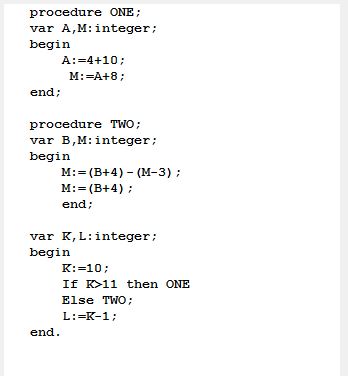 procedure ONE;
var A,M:integer;
begin
A:=4+10;
M:=A+8;
end;
procedure TWO;
var B,M:integer;
begin
M:=(B+4)-(M-3);
M:=(B+4);
end;
var K,L:integer;
begin
K:=10;
If K>11 then ONE
Else TWO;
L:=K-1;
end.